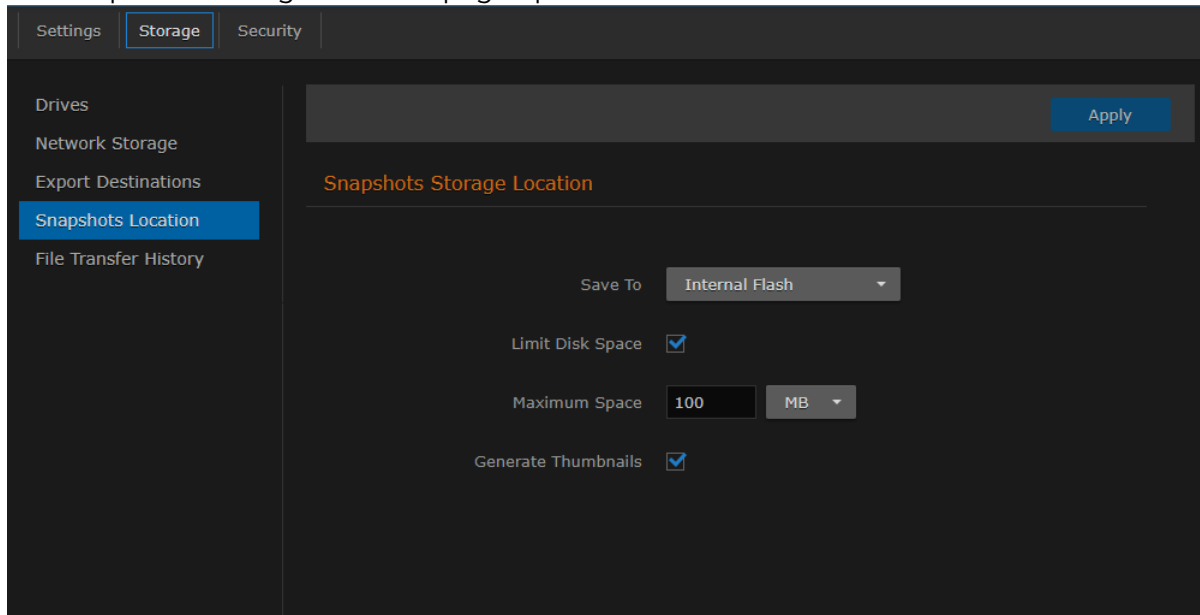 Settings Storage Security
Drives
Network Storage
Export Destinations
Snapshots Location
File Transfer History
Apply
Snapshots Storage Location
Save To Internal Flash
Limit Disk Space
Maximum Space 100 MB
Generate Thumbnails